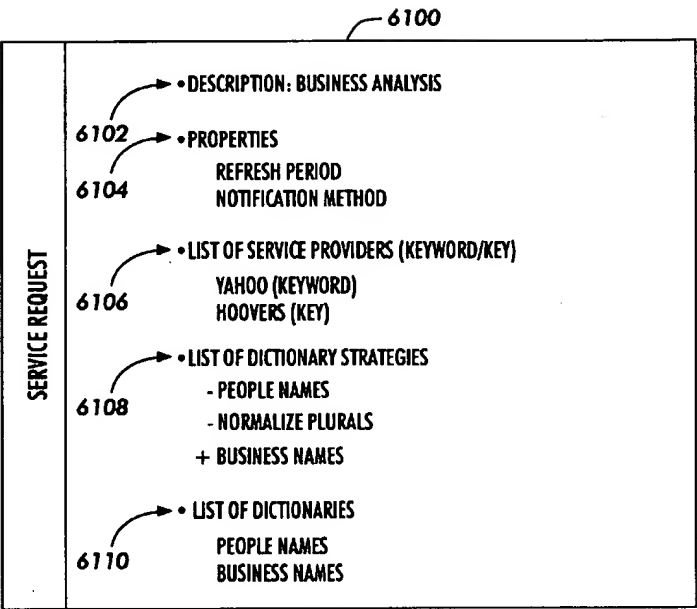 6100
SERVICE REQUEST
6102
• DESCRIPTION: BUSINESS ANALYSIS
6104
• PROPERTIES
REFRESH PERIOD
NOTIFICATION METHOD
6106
• LIST OF SERVICE PROVIDERS (KEYWORD/KEY)
YAHOO (KEYWORD)
HOOVERS (KEY)
6108
• LIST OF DICTIONARY STRATEGIES
- PEOPLE NAMES
- NORMALIZE PLURALS
+ BUSINESS NAMES
6110
• LIST OF DICTIONARIES
PEOPLE NAMES
BUSINESS NAMES